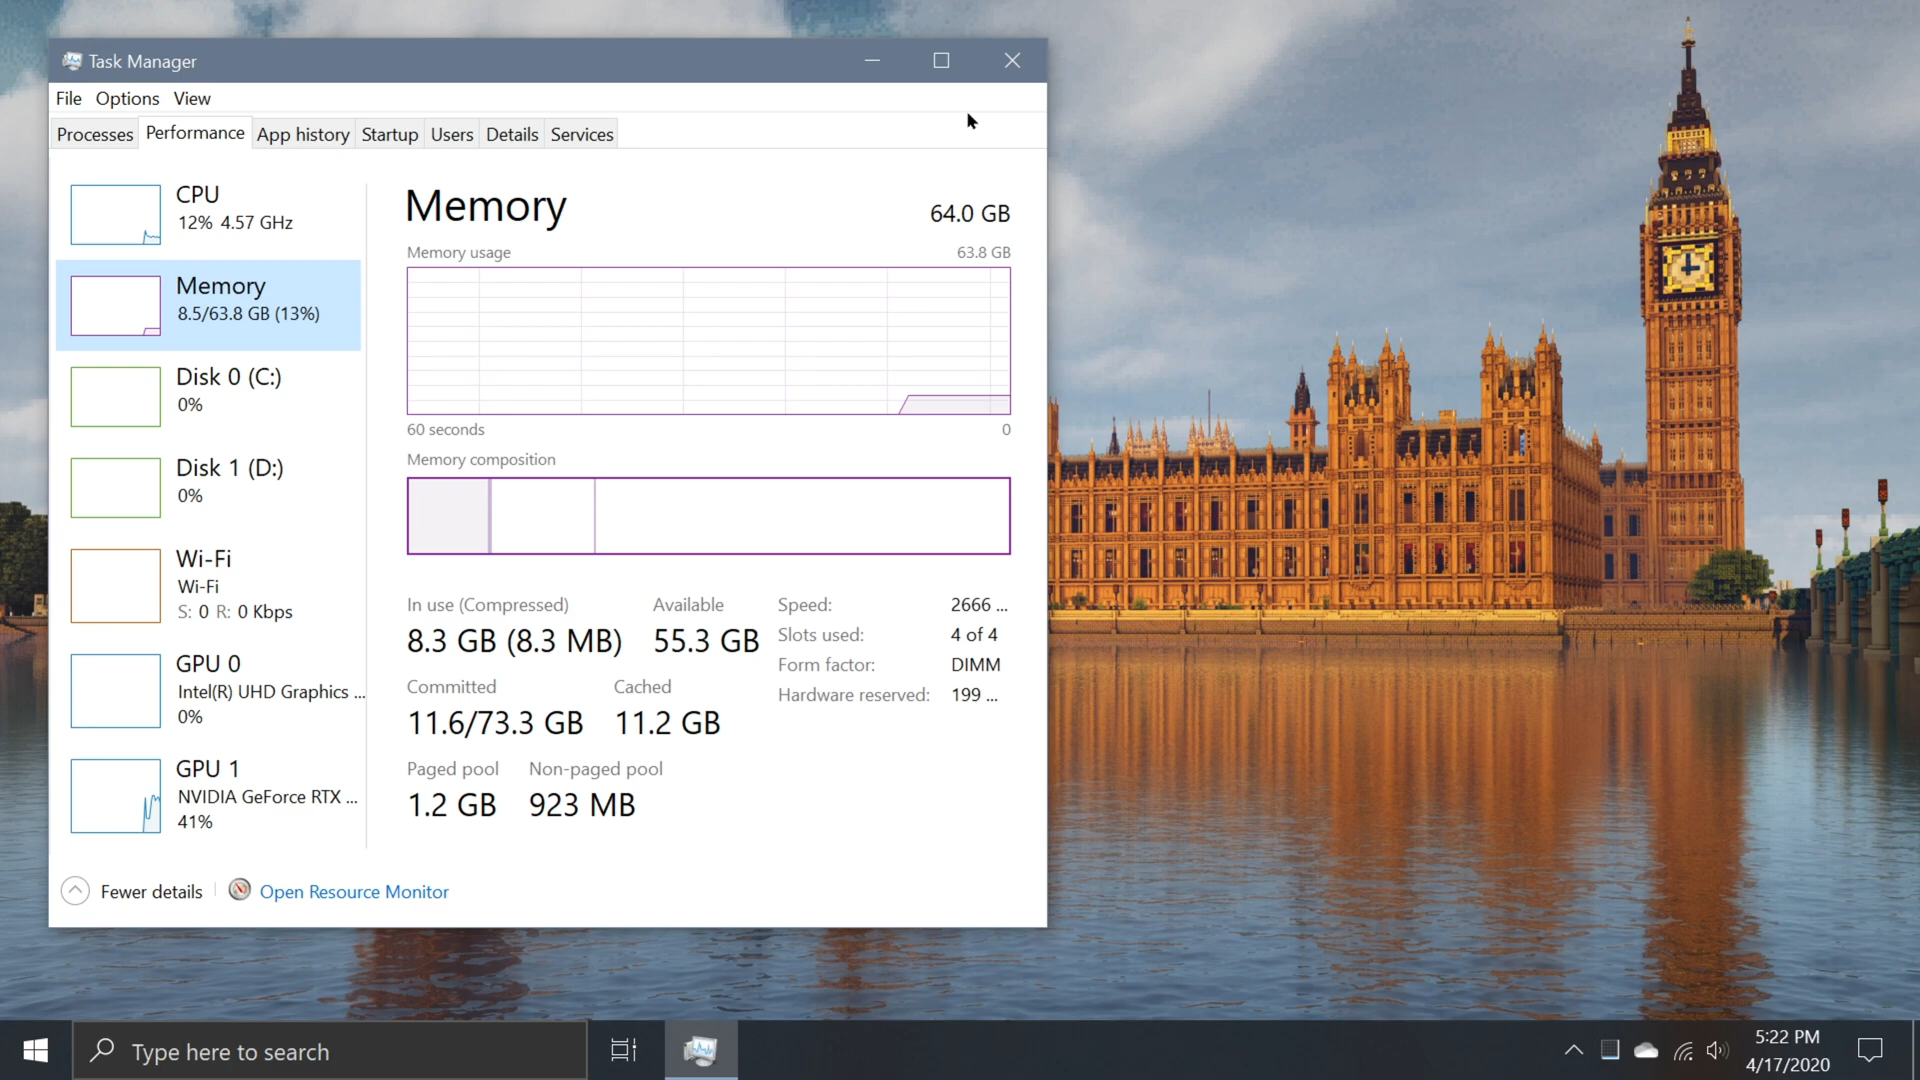 Task Manager
File Options View
Processes Performance App history Startup Users Details Services
CPU
12% 4.57 GHz
Memory
8.5/63.8 GB (13%)
Disk 0 (C:)
0%
Disk 1 (D:)
0%
Wi-Fi
Wi-Fi
S: 0 R: 0 Kbps
GPU 0
Intel(R) UHD Graphics ...
0%
GPU 1
NVIDIA GeForce RTX ...
41%
Memory 64.0 GB
Memory usage 63.8 GB
60 seconds 0
Memory composition
In use (Compressed) Available
8.3 GB (8.3 MB) 55.3 GB
Committed Cached
11.6/73.3 GB 11.2 GB
Paged pool Non-paged pool
1.2 GB 923 MB
Speed: 2666 ...
Slots used: 4 of 4
Form factor: DIMM
Hardware reserved: 199 ...
Fewer details Open Resource Monitor
Type here to search
5:22 PM
4/17/2020